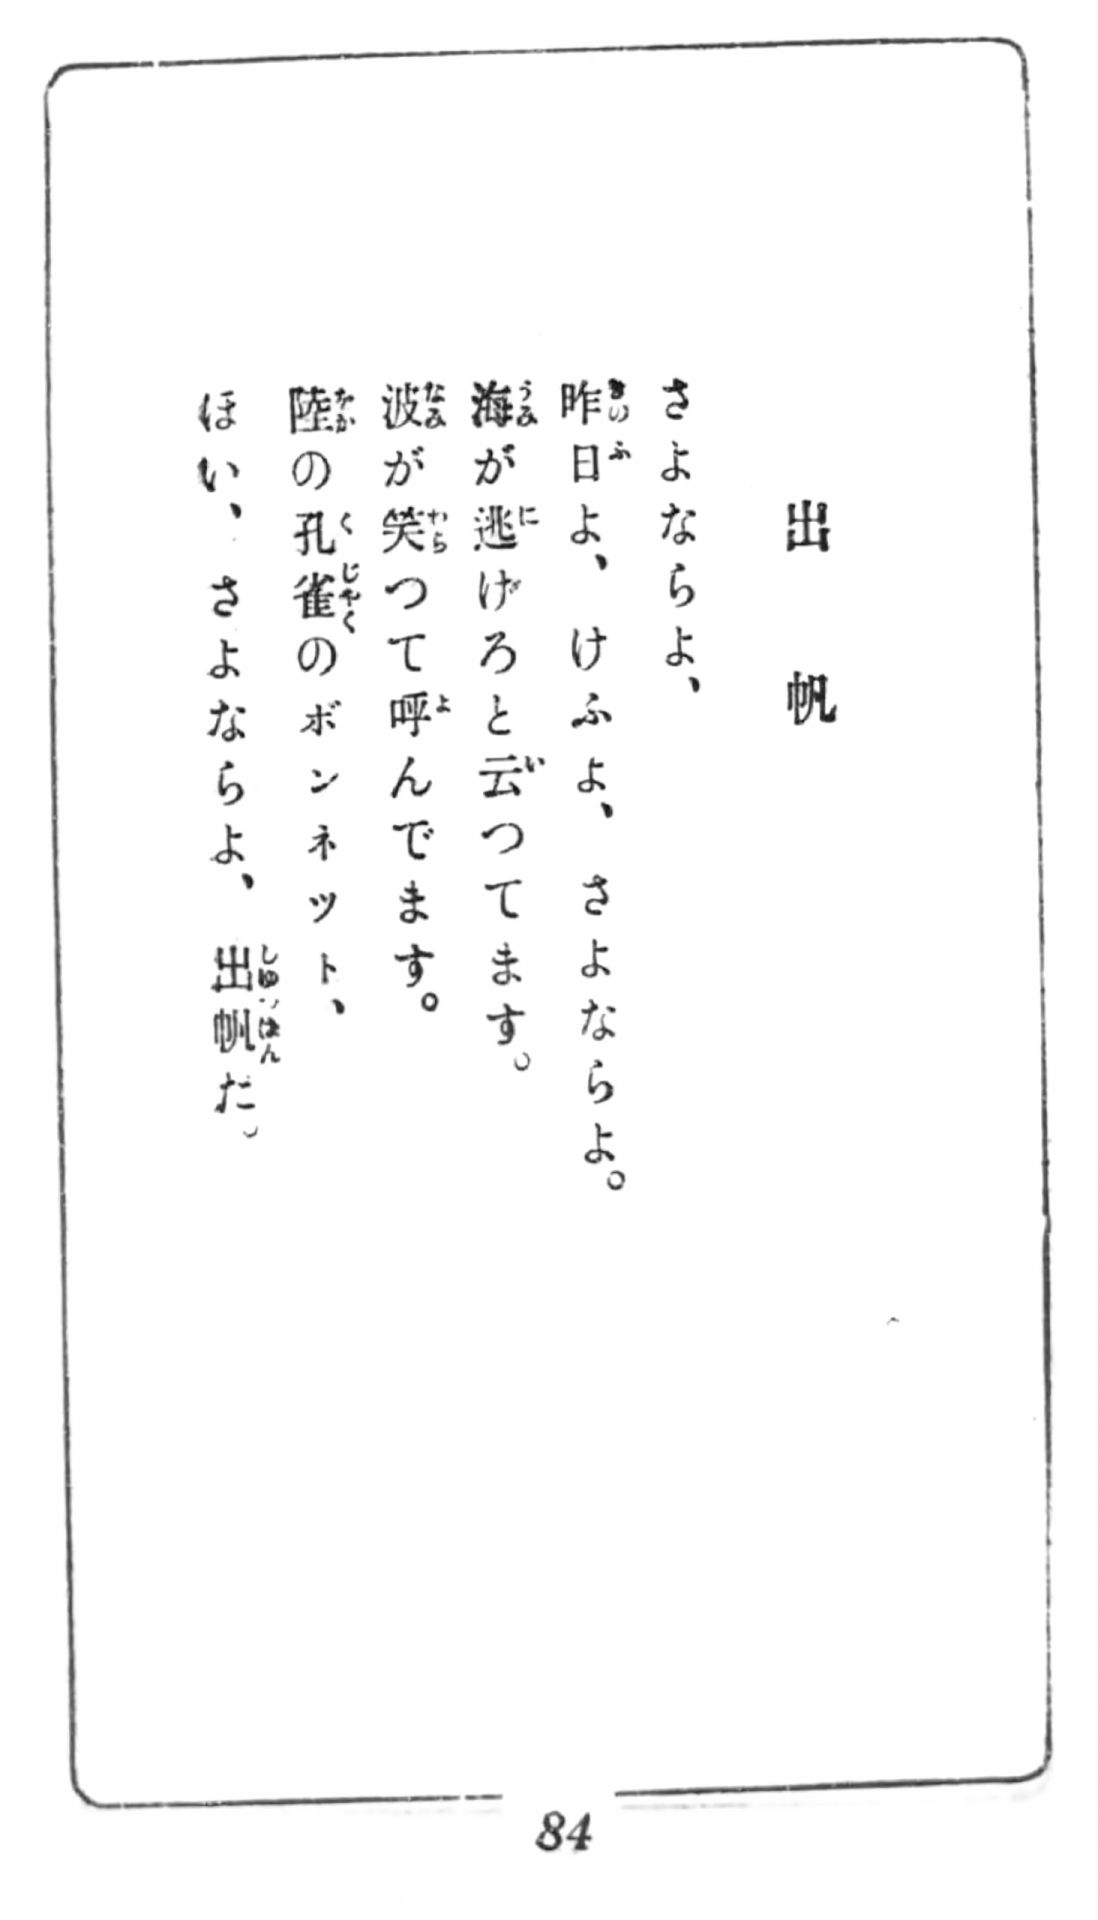 出帆
さよならよ、
昨日よ、けふよ、さよならよ。
海が逃げろと云つてます。
波が笑つて呼んでます。
陸の孔雀のボンネット、
ほい、さよならよ、出帆だ。
84